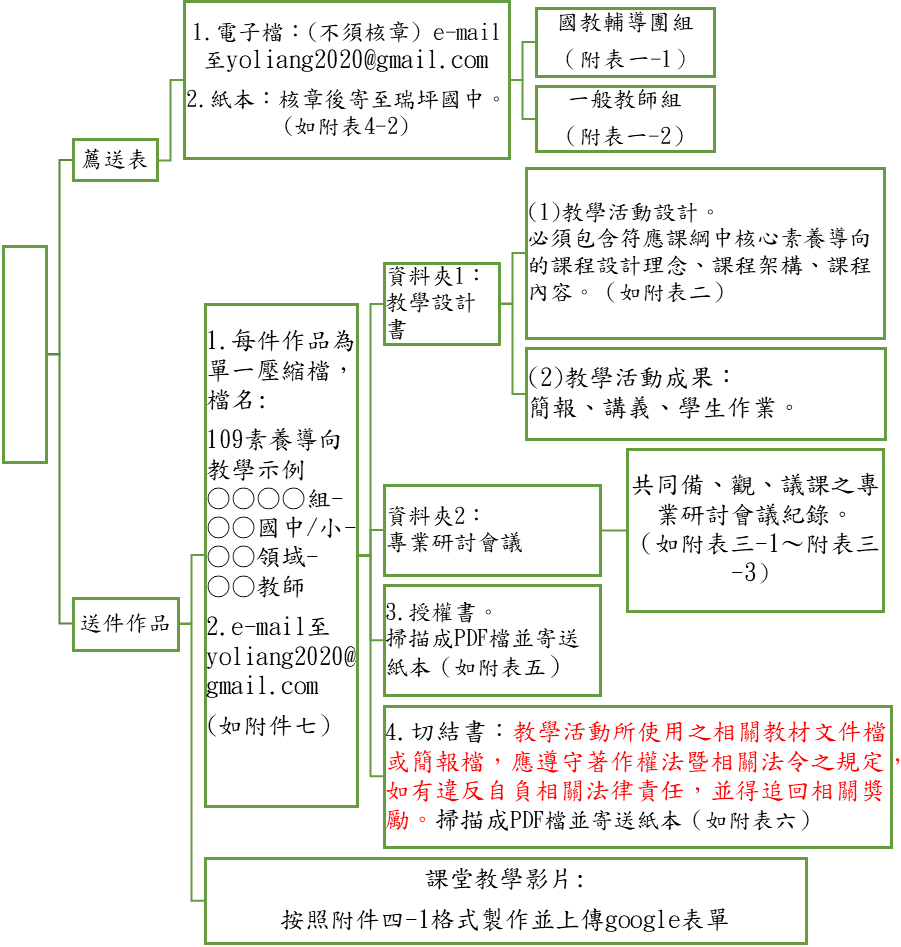 1.電子檔：(不須核章) e-mail
至yoliang2020@gmail.com
2.紙本：核章後寄至瑞坪國中。
(如附表4-2)
國教輔導團組
（附表一-1）
一般教師組
（附表一-2）
薦送表
(1)教學活動設計。
必須包含符應課綱中核心素養導向
的課程設計理念、課程架構、課程
內容。（如附表二）
資料夾1：
教學設計
書
(2)教學活動成果：
簡報、講義、學生作業。
1.每件作品為
單一壓縮檔，
檔名:
109素養導向
教學示例
○○○○組-
○○國中/小-
○○領域-
○○教師
2.e-mail至
yoliang2020@
gmail.com
(如附件七)
資料夾2：
專業研討會議
共同備、觀、議課之專
業研討會議紀錄。
（如附表三-1～附表三
-3）
送件作品
3.授權書。
掃描成PDF檔並寄送
紙本（如附表五）
4.切結書：教學活動所使用之相關教材文件檔
或簡報檔，應遵守著作權法暨相關法令之規定，
如有違反自負相關法律責任，並得追回相關獎
勵。掃描成PDF檔並寄送紙本（如附表六）
課堂教學影片:
按照附件四-1格式製作並上傳google表單